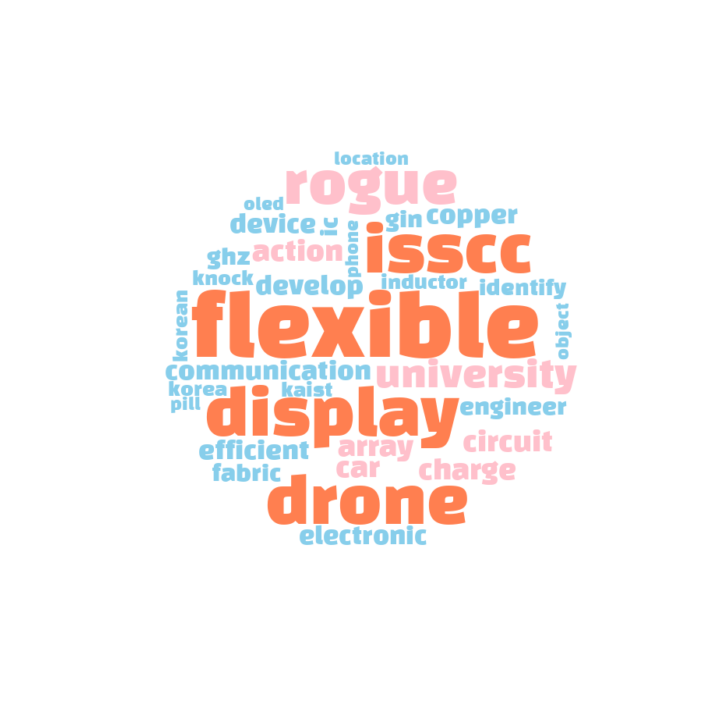 location
rogue
oled
device
ic
phone
gin
copper
isscc
ghz
action
knock
develop
inductor
identify
korean
flexible
object
communication
university
korea
kaist
pill
display
engineer
efficient
array
circuit
fabric
car
charge
drone
electronic